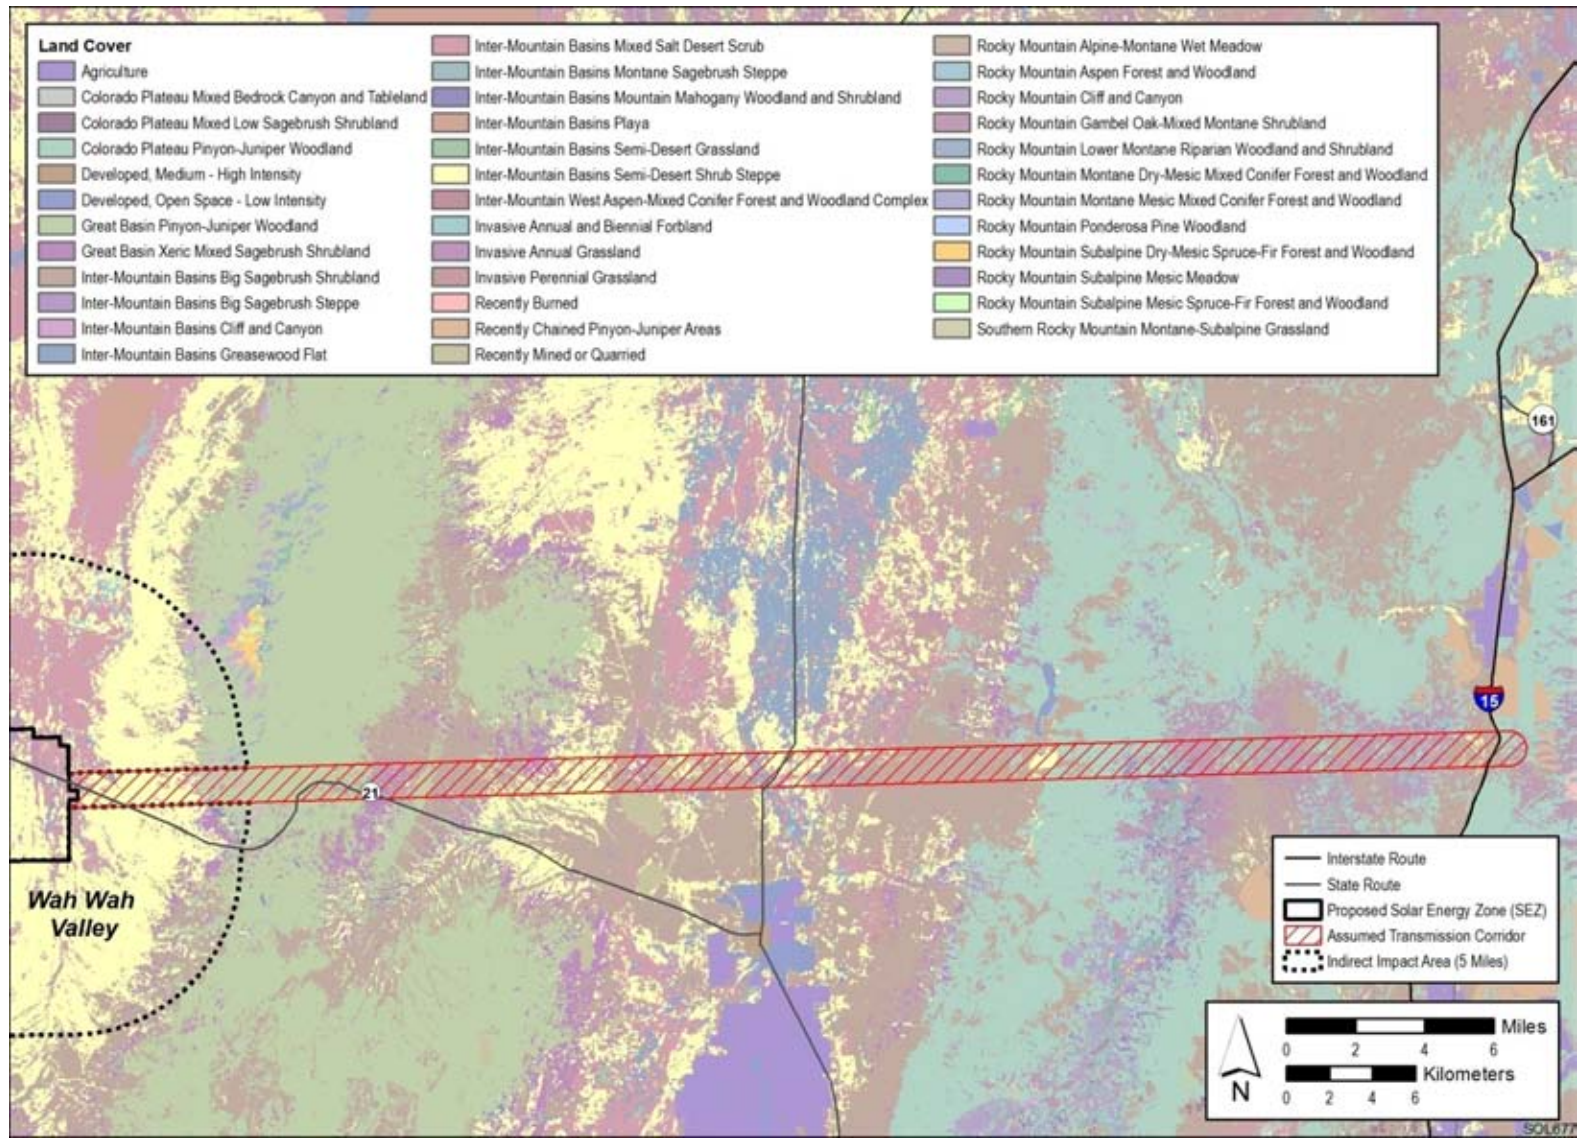 Land Cover
Agriculture
Colorado Plateau Mixed Bedrock Canyon and Tableland
Colorado Plateau Mixed Low Sagebrush Shrubland
Colorado Plateau Pinyon-Juniper Woodland
Developed, Medium - High Intensity
Developed, Open Space - Low Intensity
Great Basin Pinyon-Juniper Woodland
Great Basin Xeric Mixed Sagebrush Shrubland
Inter-Mountain Basins Big Sagebrush Shrubland
Inter-Mountain Basins Big Sagebrush Steppe
Inter-Mountain Basins Cliff and Canyon
Inter-Mountain Basins Greasewood Flat
Inter-Mountain Basins Mixed Salt Desert Scrub
Inter-Mountain Basins Montane Sagebrush Steppe
Inter-Mountain Basins Mountain Mahogany Woodland and Shrubland
Inter-Mountain Basins Playa
Inter-Mountain Basins Semi-Desert Grassland
Inter-Mountain Basins Semi-Desert Shrub Steppe
Inter-Mountain West Aspen-Mixed Conifer Forest and Woodland Complex
Invasive Annual and Biennial Forbland
Invasive Annual Grassland
Invasive Perennial Grassland
Recently Burned
Recently Chained Pinyon-Juniper Areas
Recently Mined or Quarried
Rocky Mountain Alpine-Montane Wet Meadow
Rocky Mountain Aspen Forest and Woodland
Rocky Mountain Cliff and Canyon
Rocky Mountain Gambel Oak-Mixed Montane Shrubland
Rocky Mountain Lower Montane Riparian Woodland and Shrubland
Rocky Mountain Montane Dry-Mesic Mixed Conifer Forest and Woodland
Rocky Mountain Montane Mesic Mixed Conifer Forest and Woodland
Rocky Mountain Ponderosa Pine Woodland
Rocky Mountain Subalpine Dry-Mesic Spruce-Fir Forest and Woodland
Rocky Mountain Subalpine Mesic Meadow
Rocky Mountain Subalpine Mesic Spruce-Fir Forest and Woodland
Southern Rocky Mountain Montane-Subalpine Grassland
161
15
21
Wah Wah
Valley
Interstate Route
State Route
Proposed Solar Energy Zone (SEZ)
Assumed Transmission Corridor
Indirect Impact Area (5 Miles)
N
Miles
0 2 4 6
Kilometers
0 2 4 6
SOL677